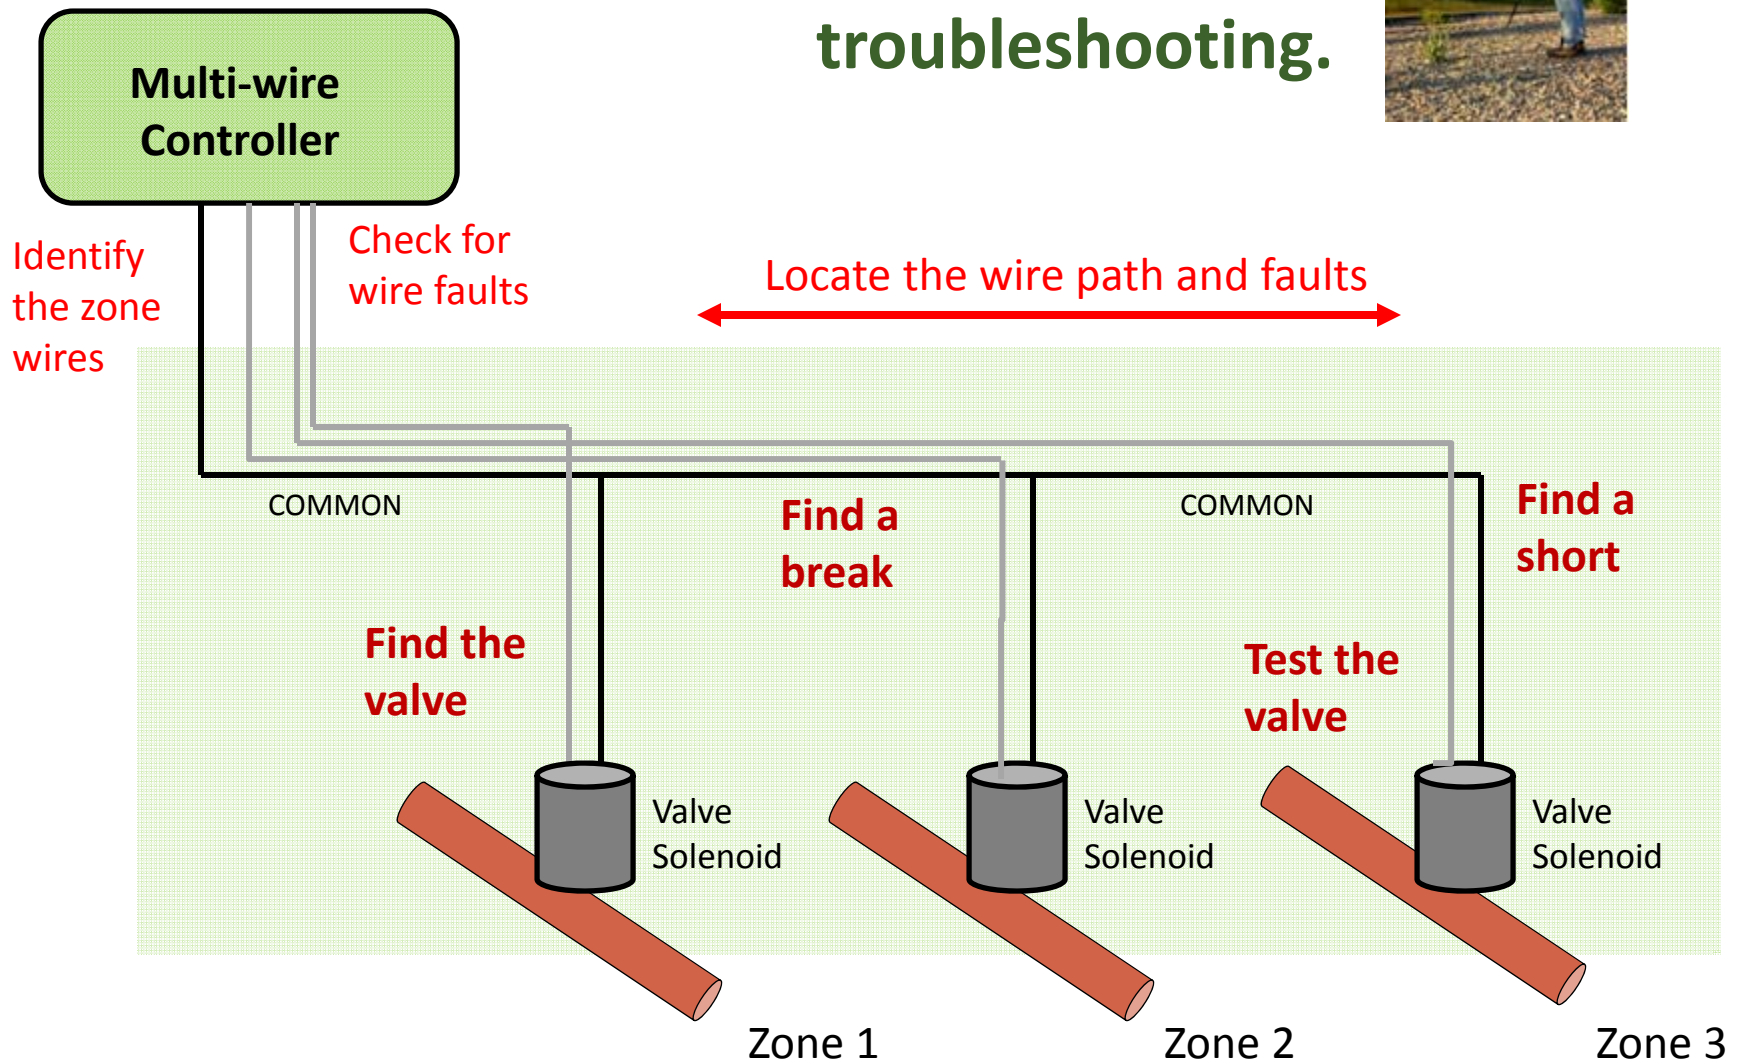 troubleshooting.
Multi-wire
Controller
Identify
the zone
wires
Check for
wire faults
Locate the wire path and faults
COMMON
COMMON
Find a
break
Find a
short
Find the
valve
Test the
valve
Valve
Solenoid
Valve
Solenoid
Valve
Solenoid
Zone 1
Zone 2
Zone 3